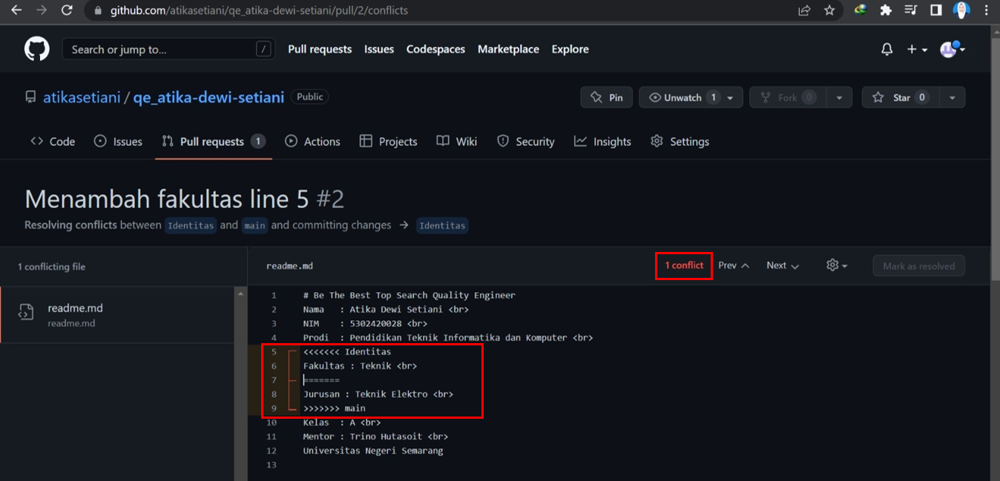 github.com/atikasetiani/qe_atika-dewi-setiani/pull/2/conflicts
Search or jump to... / Pull requests Issues Codespaces Marketplace Explore
atikasetiani / qe_atika-dewi-setiani Public Pin Unwatch 1 Fork 0 Star 0
Code Issues Pull requests 1 Actions Projects Wiki Security Insights Settings
Menambah fakultas line 5 #2
Resolving conflicts between Identitas and main and committing changes → Identitas
1 conflicting file
readme.md
readme.md
readme.md 1 conflict Prev Next Mark as resolved
1 # Be The Best Top Search Quality Engineer
2 Nama : Atika Dewi Setiani <br>
3 NIM : 5302420028 <br>
4 Prodi : Pendidikan Teknik Informatika dan Komputer <br>
5 <<<<<<< Identitas
6 Fakultas : Teknik <br>
7 =======
8 Jurusan : Teknik Elektro <br>
9 >>>>>>> main
10 Kelas : A <br>
11 Mentor : Trino Hutasoit <br>
12 Universitas Negeri Semarang
13